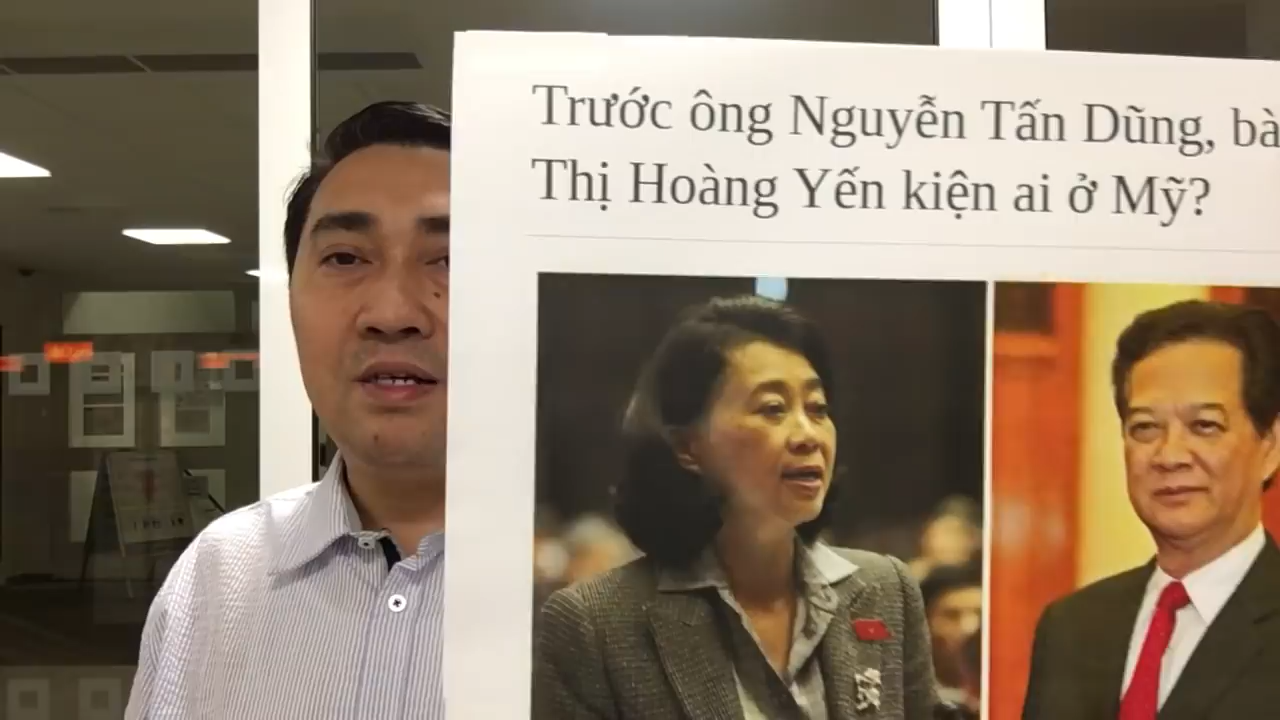 Trước ông Nguyễn Tấn Dũng, bà
Thị Hoàng Yến kiện ai ở Mỹ?